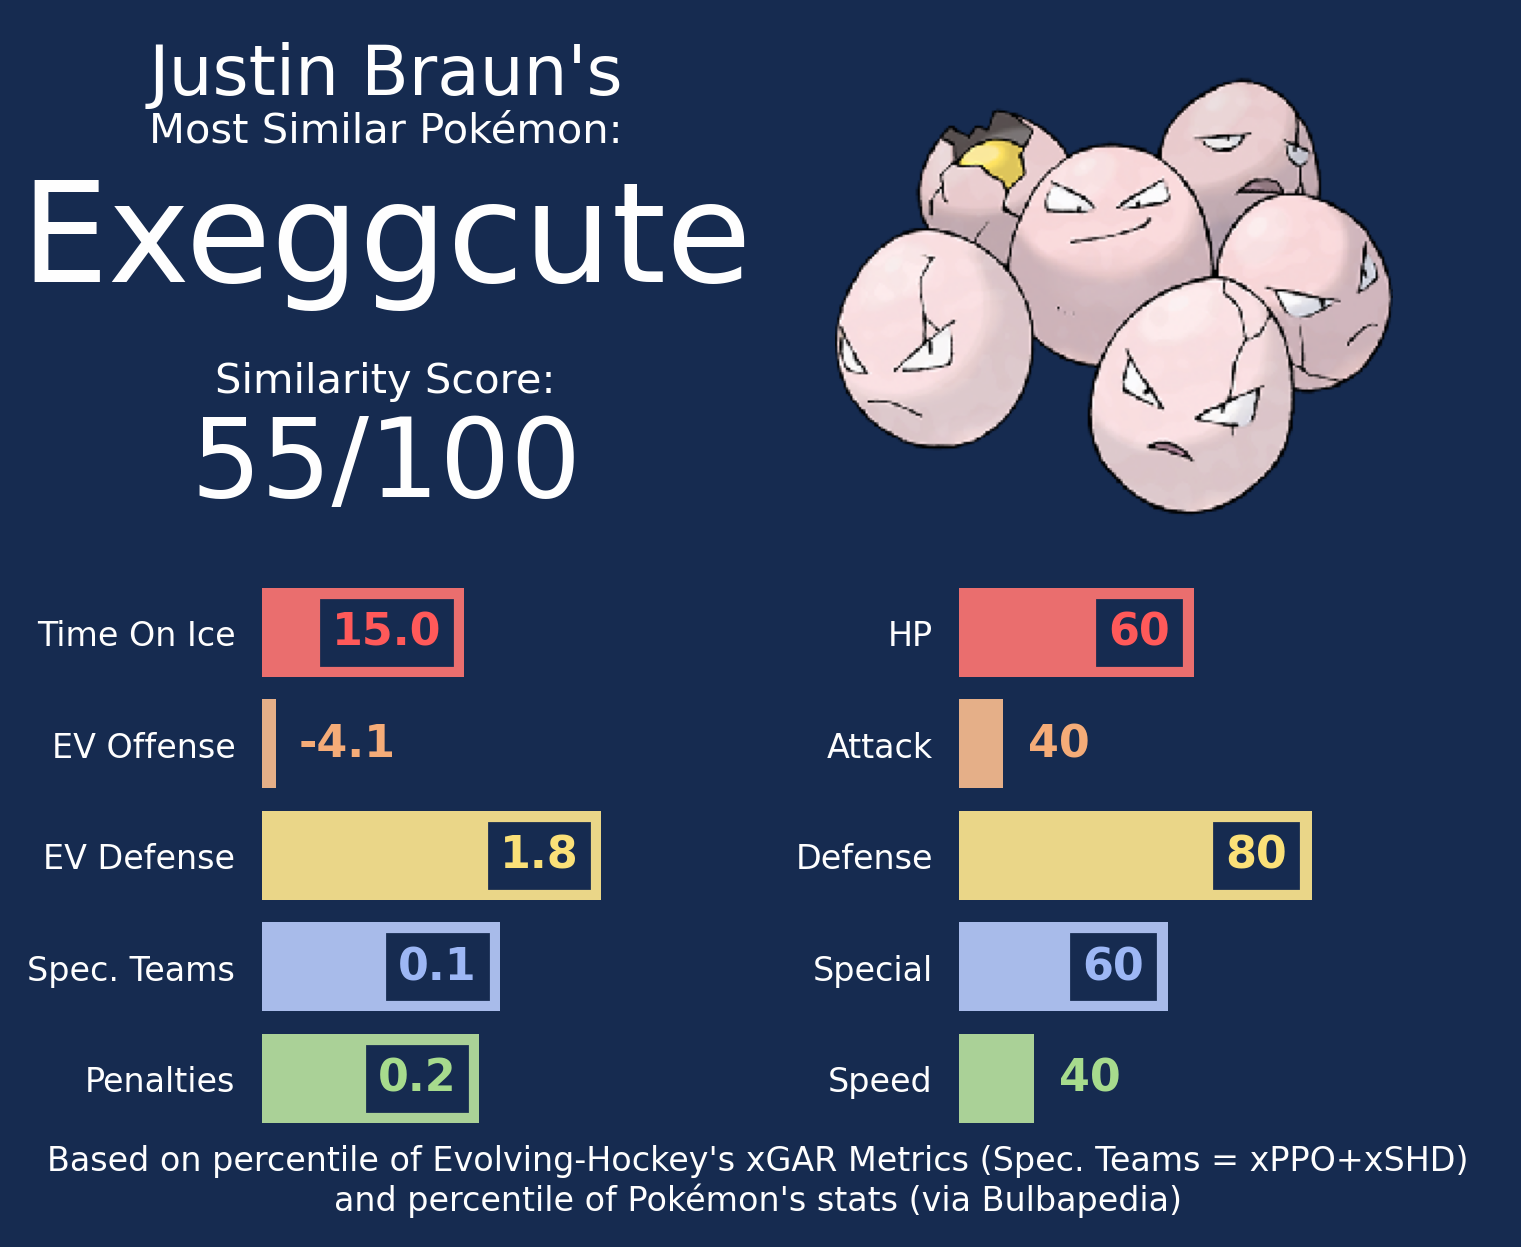 Justin Braun's
Most Similar Pokémon:
Exeggcute
Similarity Score:
55/100
Time On Ice 15.0
EV Offense -4.1
EV Defense 1.8
Spec. Teams 0.1
Penalties 0.2
HP 60
Attack 40
Defense 80
Special 60
Speed 40
Based on percentile of Evolving-Hockey's xGAR Metrics (Spec. Teams = xPPO+xSHD)
and percentile of Pokémon's stats (via Bulbapedia)